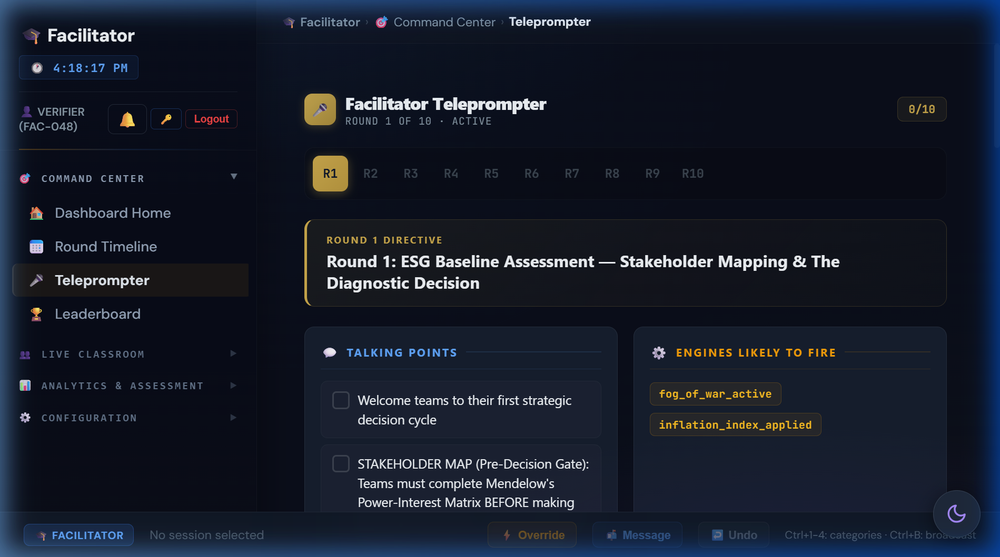 Facilitator
4:18:17 PM
VERIFIER
(FAC-048)
Logout
COMMAND CENTER
Dashboard Home
Round Timeline
Teleprompter
Leaderboard
LIVE CLASSROOM
ANALYTICS & ASSESSMENT
CONFIGURATION
Facilitator › Command Center › Teleprompter
Facilitator Teleprompter
ROUND 1 OF 10 · ACTIVE
0/10
R1 R2 R3 R4 R5 R6 R7 R8 R9 R10
ROUND 1 DIRECTIVE
Round 1: ESG Baseline Assessment — Stakeholder Mapping & The
Diagnostic Decision
TALKING POINTS
Welcome teams to their first strategic
decision cycle
STAKEHOLDER MAP (Pre-Decision Gate):
Teams must complete Mendelow's
Power-Interest Matrix BEFORE making
ENGINES LIKELY TO FIRE
fog_of_war_active
inflation_index_applied
FACILITATOR
No session selected
Override
Message
Undo
Ctrl+1-4: categories · Ctrl+B: broadcast